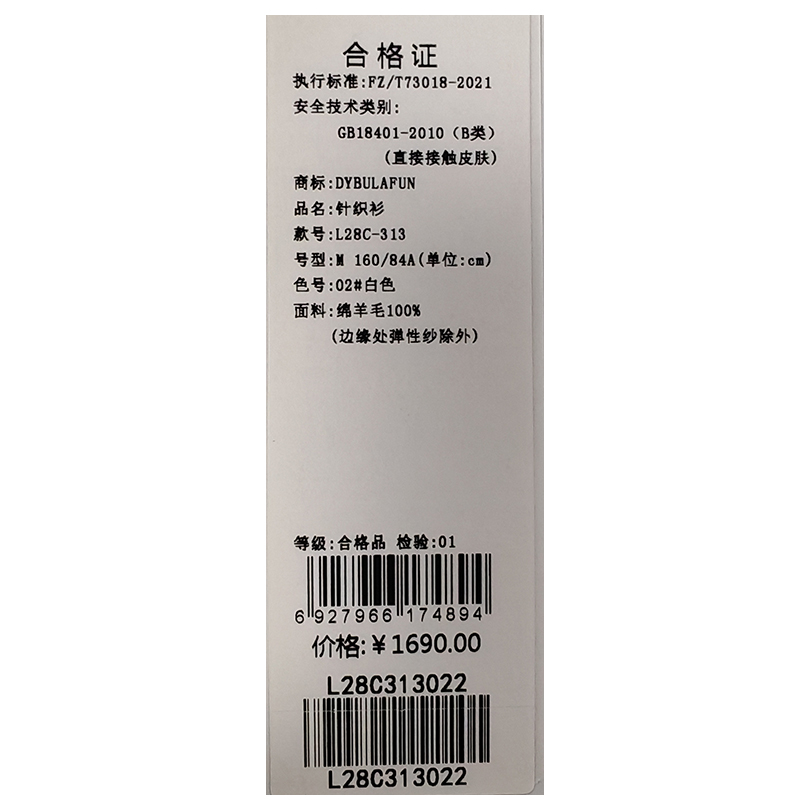 合格证
执行标准:FZ/T73018-2021
安全技术类别:
GB18401-2010（B类）
(直接接触皮肤)
商标:DYBULAFUN
品名:针织衫
款号:L28C-313
号型:M 160/84A(单位:cm)
色号:02#白色
面料:绵羊毛100%
(边缘处弹性纱除外)
等级:合格品 检验:01
6 927966 174894
价格:￥1690.00
L28C313022
L28C313022